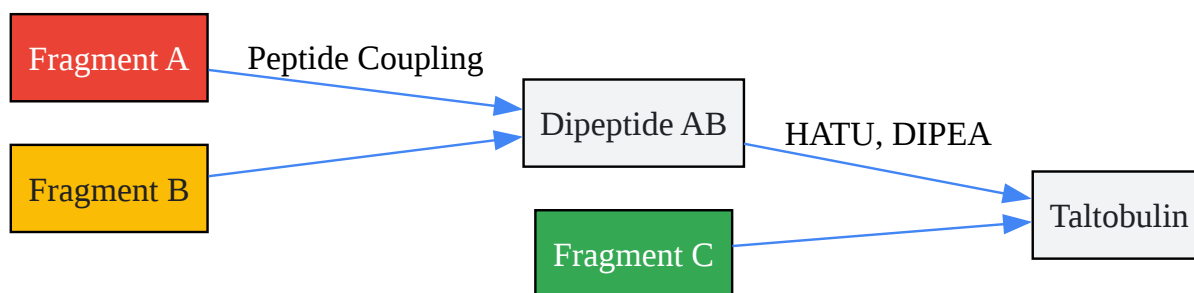 Fragment A
Peptide Coupling
Fragment B
Dipeptide AB
HATU, DIPEA
Fragment C
Taltobulin